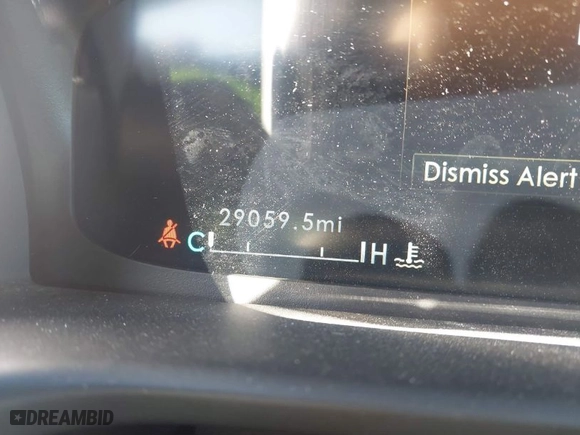 Dismiss Alert
29059.5mi
C H
DREAMBID